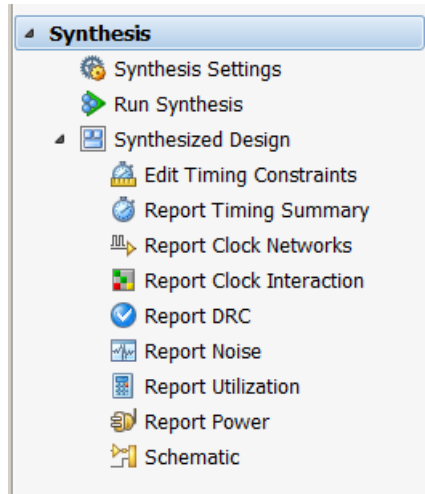 Synthesis
Synthesis Settings
Run Synthesis
Synthesized Design
Edit Timing Constraints
Report Timing Summary
Report Clock Networks
Report Clock Interaction
Report DRC
Report Noise
Report Utilization
Report Power
Schematic